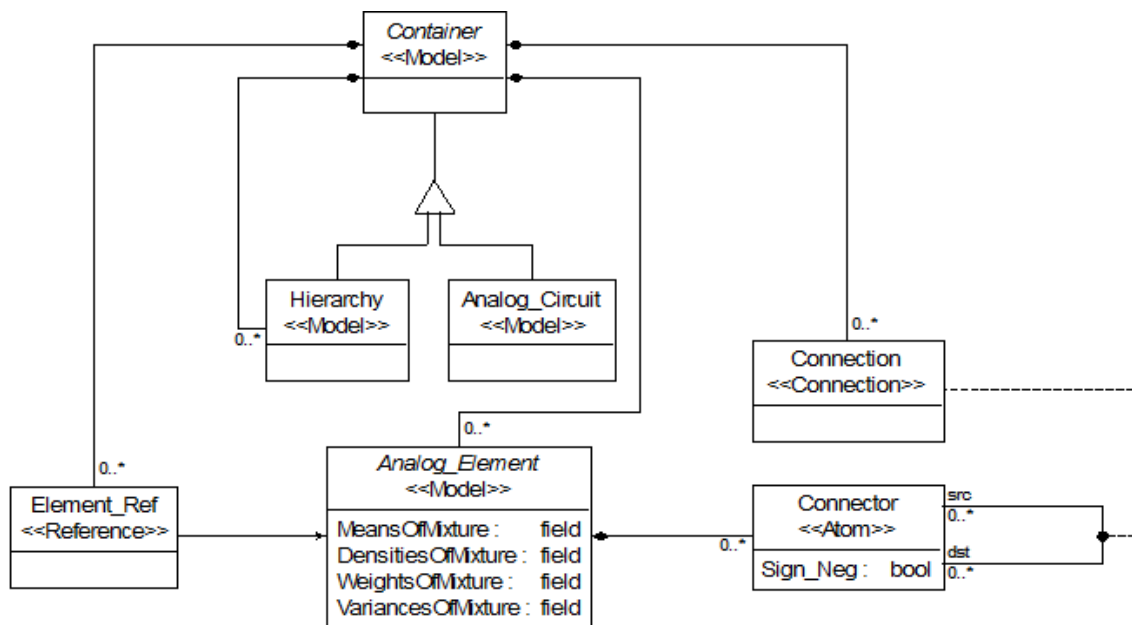 Container
<<Model>>
Hierarchy
<<Model>>
0..*
Analog_Circuit
<<Model>>
0..*
Connection
<<Connection>>
0..*
Element_Ref
<<Reference>>
0..*
Analog_Element
<<Model>>
MeansOfMixture : field
DensitiesOfMixture : field
WeightsOfMixture : field
VariancesOfMixture : field
0..*
Connector
<<Atom>>
Sign_Neg : bool
src
0..*
dst
0..*